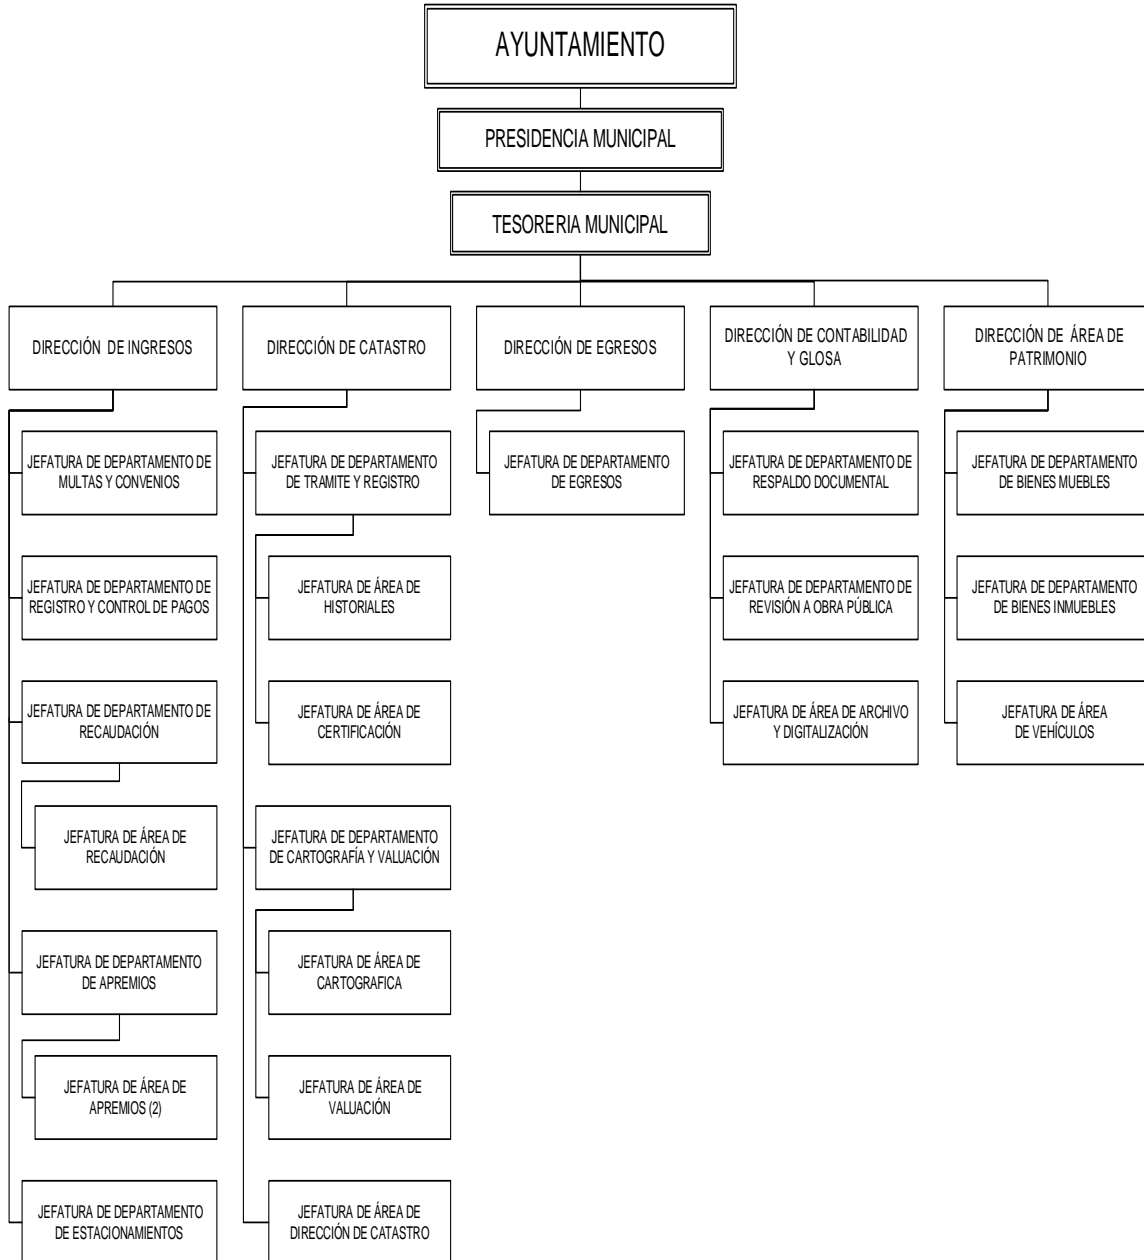 AYUNTAMIENTO
PRESIDENCIA MUNICIPAL
TESORERIA MUNICIPAL
DIRECCIÓN DE INGRESOS
JEFATURA DE DEPARTAMENTO DE
MULTAS Y CONVENIOS
JEFATURA DE DEPARTAMENTO DE
REGISTRO Y CONTROL DE PAGOS
JEFATURA DE DEPARTAMENTO DE
RECAUDACIÓN
JEFATURA DE ÁREA DE
RECAUDACIÓN
JEFATURA DE DEPARTAMENTO
DE APREMIOS
JEFATURA DE ÁREA DE
APREMIOS (2)
JEFATURA DE DEPARTAMENTO
DE ESTACIONAMIENTOS
DIRECCIÓN DE CATASTRO
JEFATURA DE DEPARTAMENTO
DE TRAMITE Y REGISTRO
JEFATURA DE ÁREA DE
HISTORIALES
JEFATURA DE ÁREA DE
CERTIFICACIÓN
JEFATURA DE DEPARTAMENTO
DE CARTOGRAFÍA Y VALUACIÓN
JEFATURA DE ÁREA DE
CARTOGRAFICA
JEFATURA DE ÁREA DE
VALUACIÓN
JEFATURA DE ÁREA DE
DIRECCIÓN DE CATASTRO
DIRECCIÓN DE EGRESOS
JEFATURA DE DEPARTAMENTO
DE EGRESOS
DIRECCIÓN DE CONTABILIDAD
Y GLOSA
JEFATURA DE DEPARTAMENTO DE
RESPALDO DOCUMENTAL
JEFATURA DE DEPARTAMENTO DE
REVISIÓN A OBRA PÚBLICA
JEFATURA DE ÁREA DE ARCHIVO
Y DIGITALIZACIÓN
DIRECCIÓN DE ÁREA DE
PATRIMONIO
JEFATURA DE DEPARTAMENTO
DE BIENES MUEBLES
JEFATURA DE DEPARTAMENTO
DE BIENES INMUEBLES
JEFATURA DE ÁREA
DE VEHÍCULOS